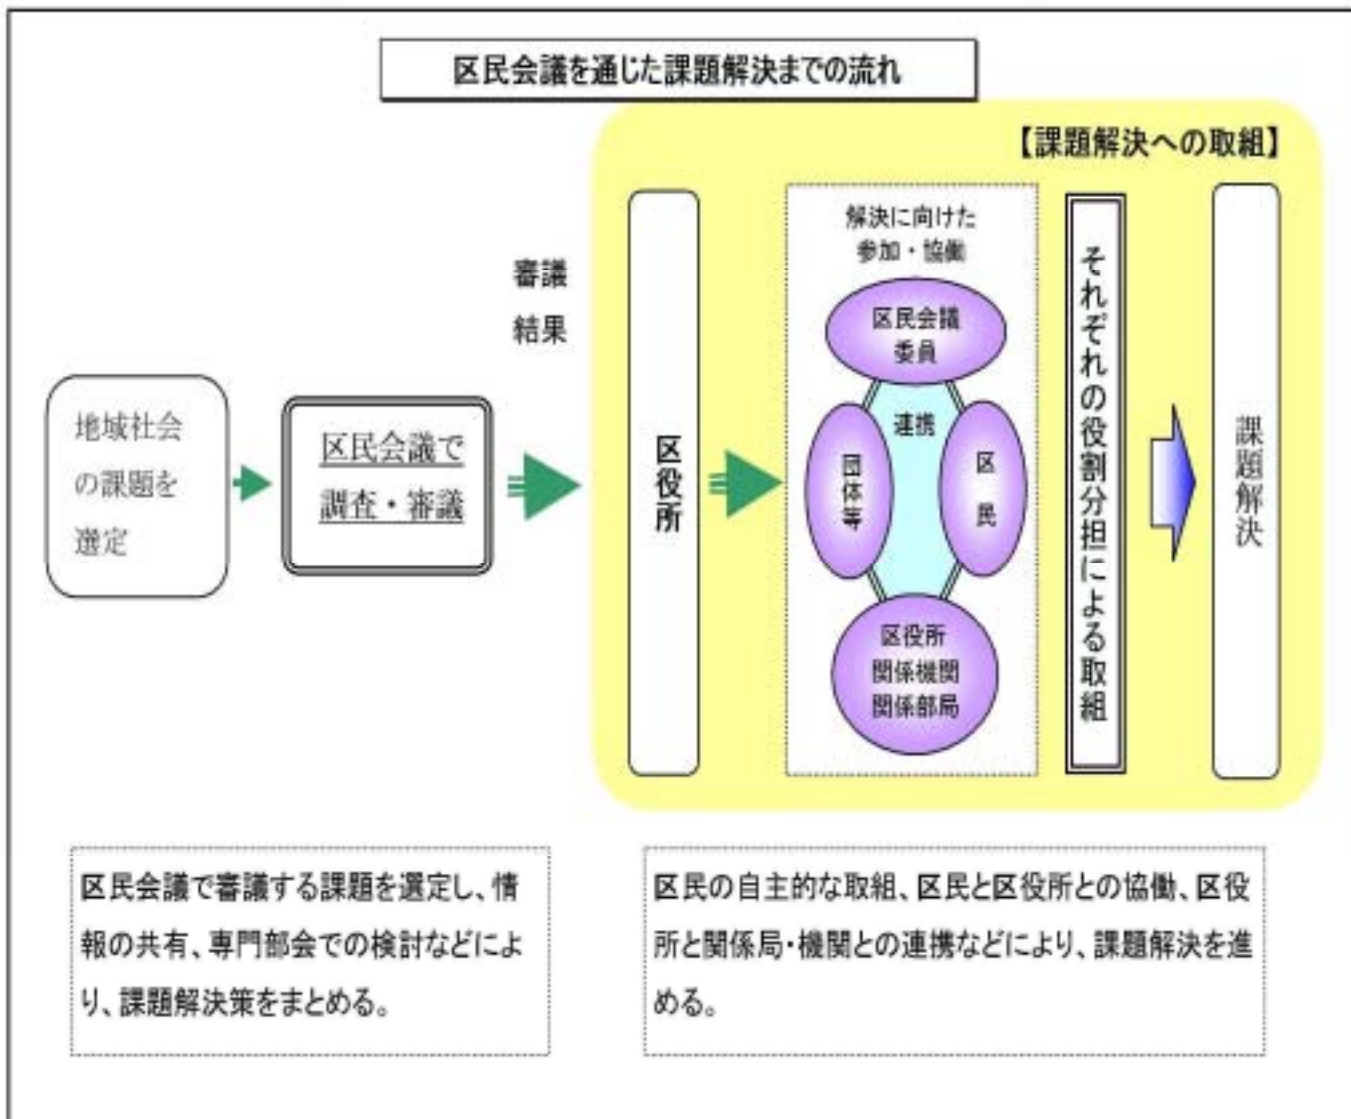 区民会議を通じた課題解決までの流れ
【課題解決への取組】
地域社会
の課題を
選定
区民会議で
調査・審議
審議
結果
区役所
解決に向けた
参加・協働
区民会議
委員
連携
団体等
区民
区役所
関係機関
関係部局
それぞれの役割分担による取組
課題解決
区民会議で審議する課題を選定し、情
報の共有、専門部会での検討などによ
り、課題解決策をまとめる。
区民の自主的な取組、区民と区役所との協働、区役
所と関係局・機関との連携などにより、課題解決を進
める。